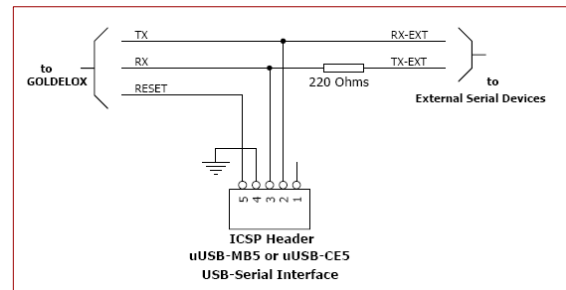 TX
RX-EXT
RX
TX-EXT
to
GOLDELOX
220 Ohms
to
External Serial Devices
RESET
5 4 3 2 1
ICSP Header
uUSB-MB5 or uUSB-CE5
USB-Serial Interface